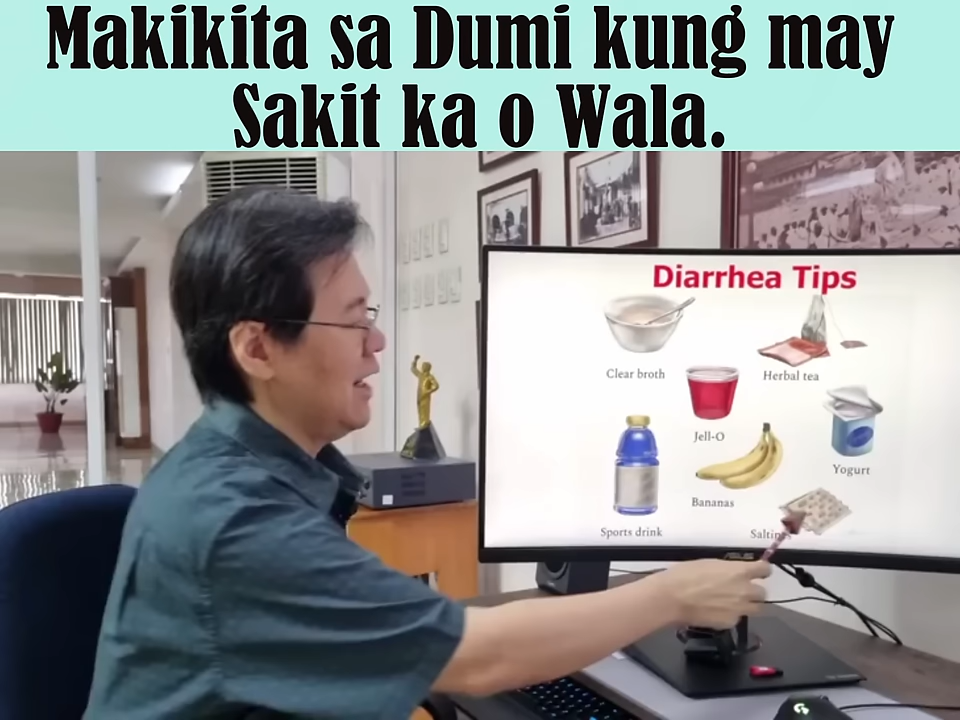 Makikita sa Dumi kung may
Sakit ka o Wala.
Diarrhea Tips
Clear broth
Herbal tea
Jell-O
Yogurt
Bananas
Sports drink
ASUS